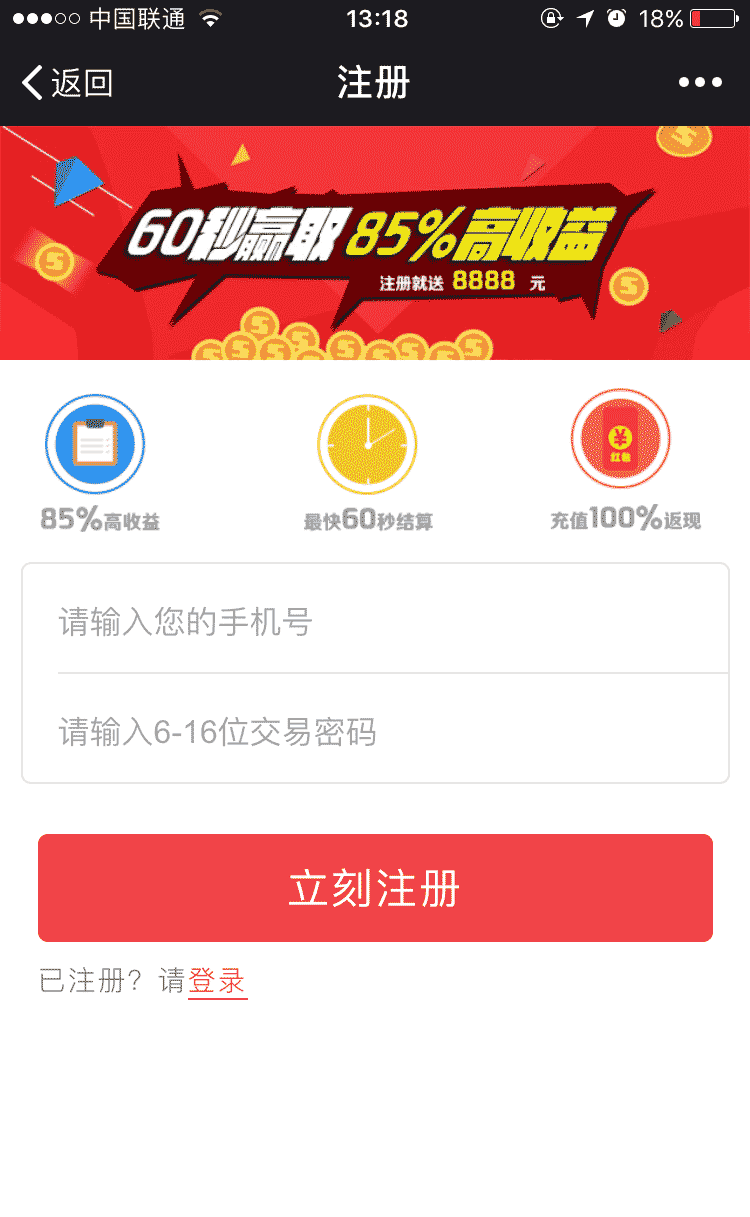 中国联通 13:18 18%
返回 注册
60秒赢取 85%高收益
注册就送 8888 元
红包
85%高收益 最快60秒结算 充值100%返现
请输入您的手机号
请输入6-16位交易密码
立刻注册
已注册？请登录